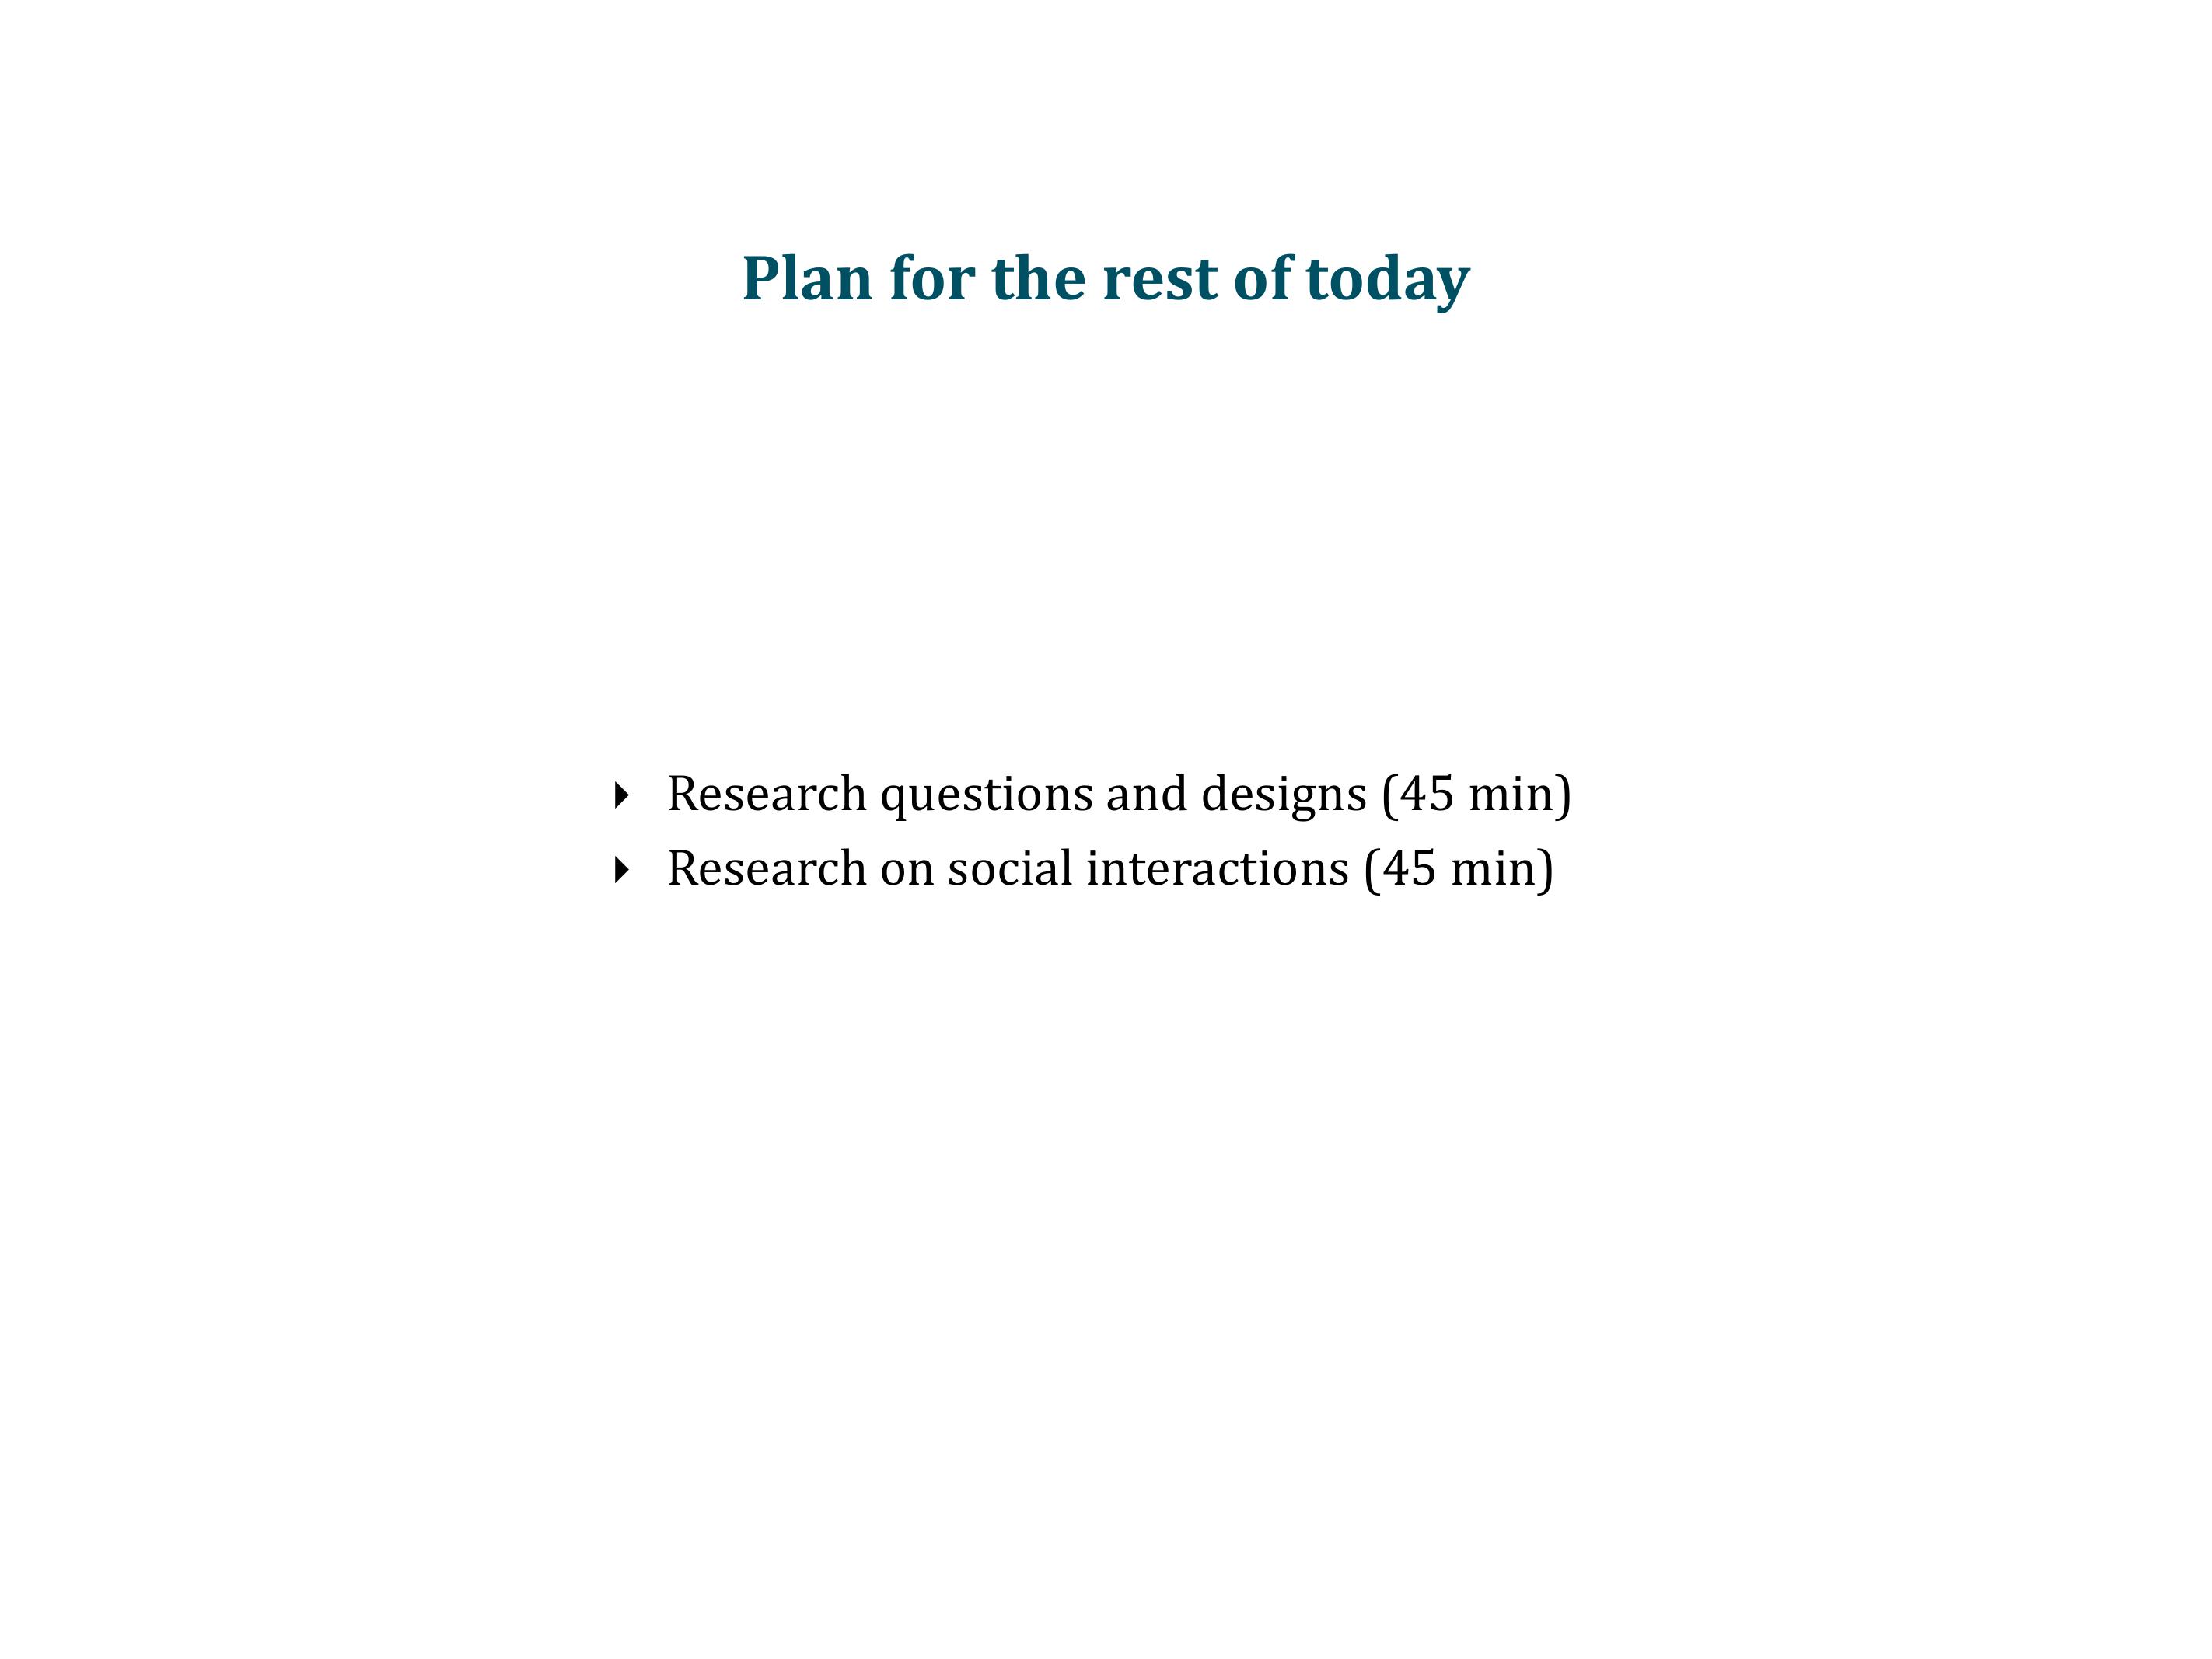 Plan for the rest of today
Research questions and designs (45 min)
Research on social interactions (45 min)